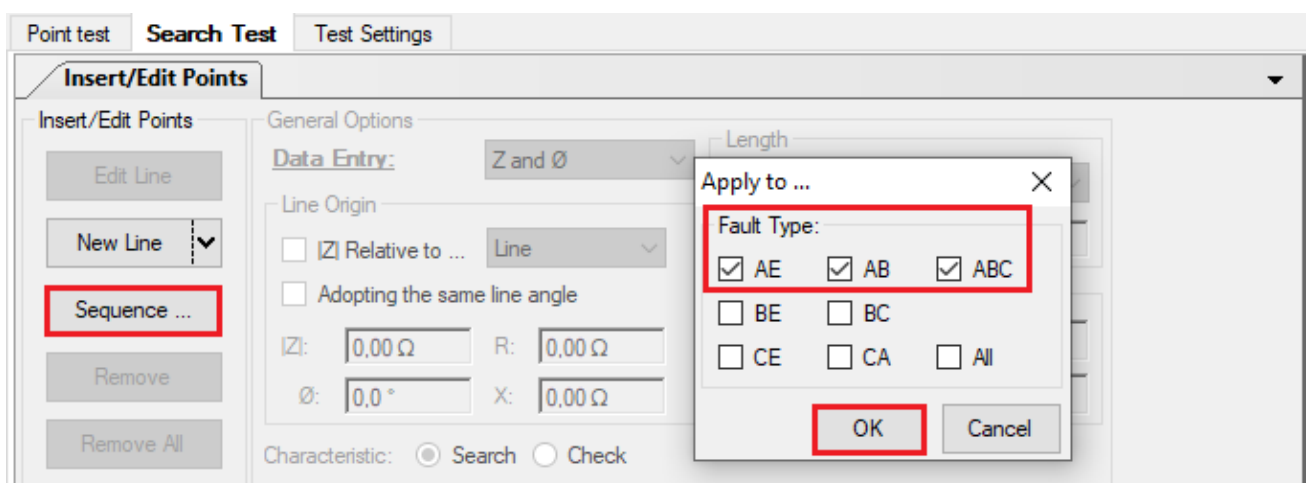 Point test Search Test Test Settings
Insert/Edit Points
Insert/Edit Points
Edit Line
New Line
Sequence ...
Remove
Remove All
General Options
Data Entry: Z and Ø
Line Origin
|Z| Relative to ... Line
Adopting the same line angle
|Z|: 0,00 Ω R: 0,00 Ω
Ø: 0,0 ° X: 0,00 Ω
Characteristic: Search Check
Length
Apply to ...
Fault Type:
AE AB ABC
BE BC
CE CA All
OK Cancel